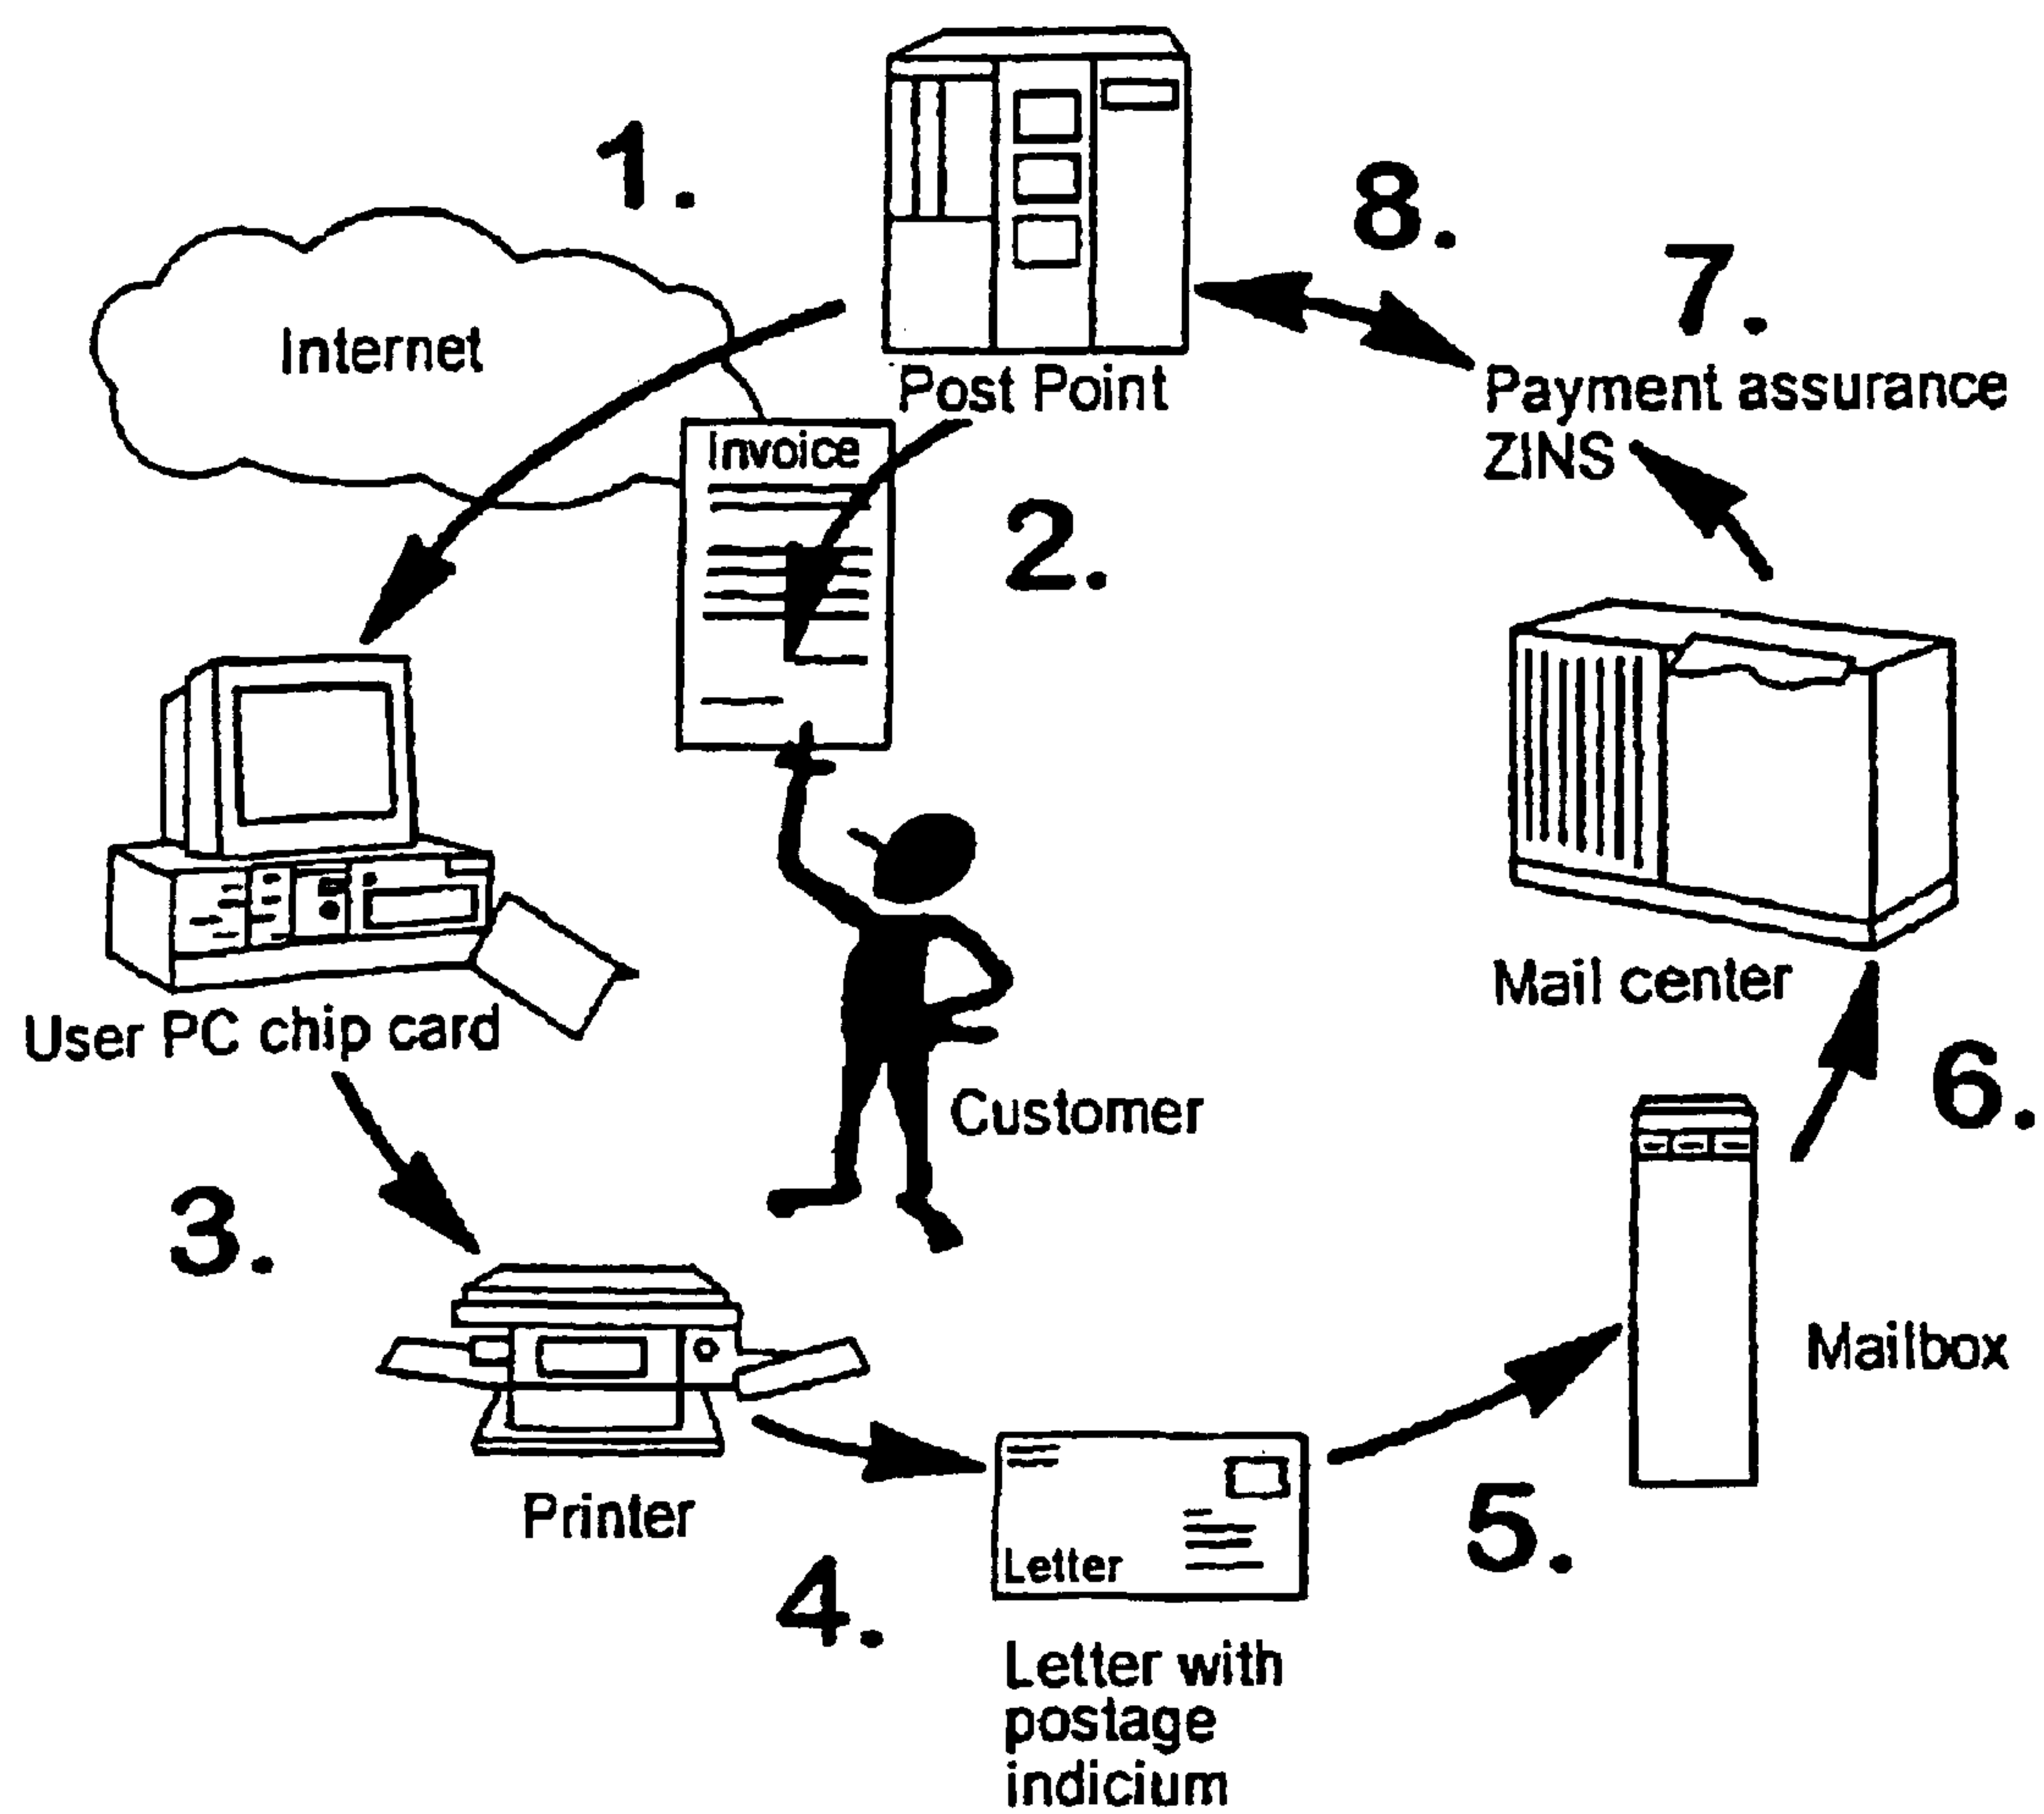 1.
8.
7.
Internet
Post Point
Payment assurance
ZINS
Invoice
2.
User PC chip card
Mail center
Customer
6.
3.
Mailbox
Printer
Letter
5.
4.
Letter with
postage
indicium